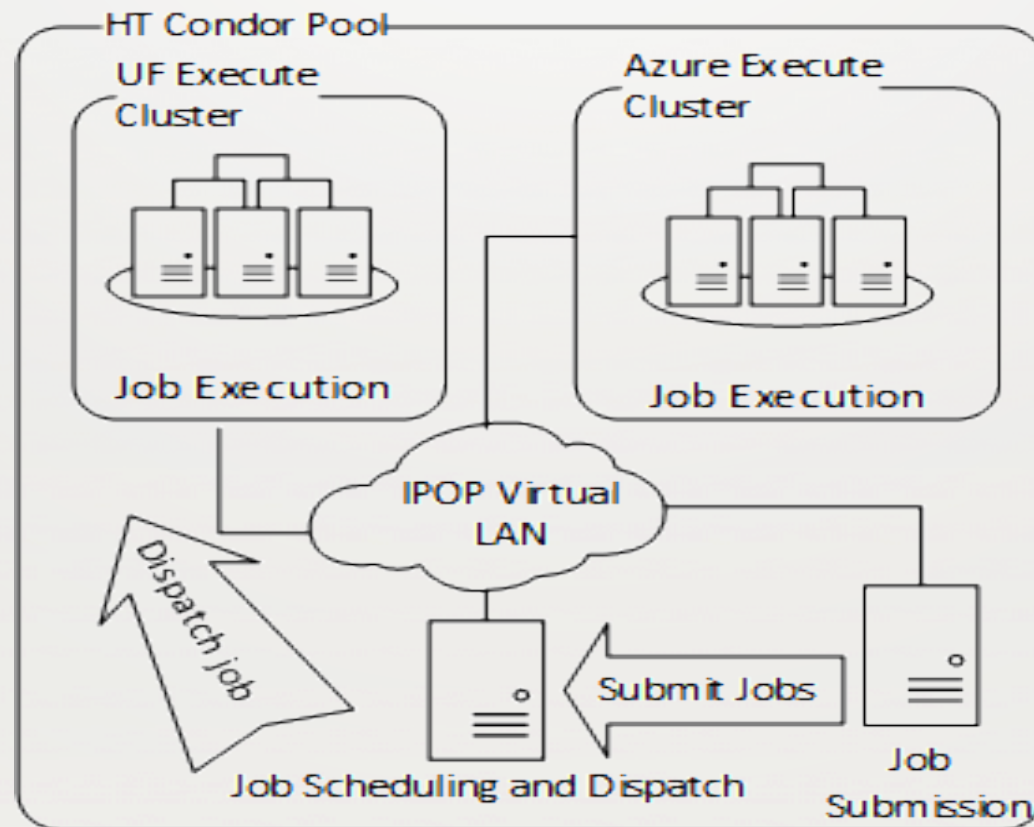 HT Condor Pool
UF Execute
Cluster
Job Execution
Azure Execute
Cluster
Job Execution
IPOP Virtual
LAN
Dispatch job
Submit Jobs
Job Scheduling and Dispatch
Job
Submission